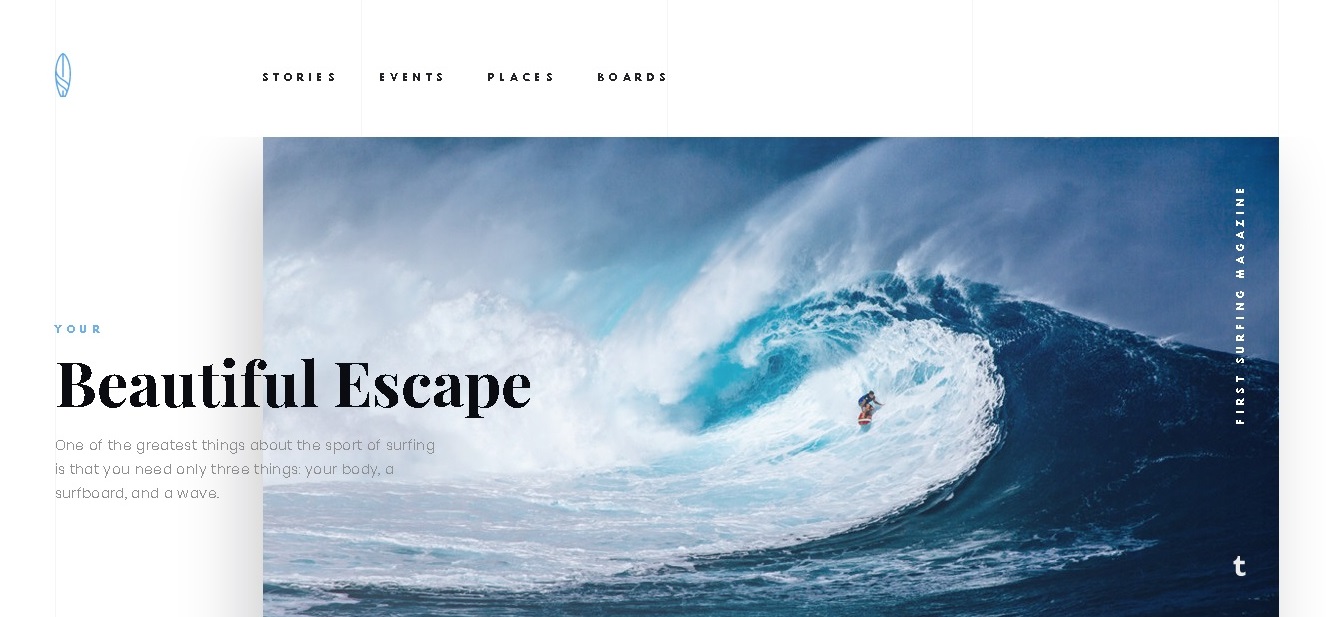 STORIES EVENTS PLACES BOARDS
FIRST SURFING MAGAZINE
YOUR
Beautiful Escape
One of the greatest things about the sport of surfing
is that you need only three things: your body, a
surfboard, and a wave.
t